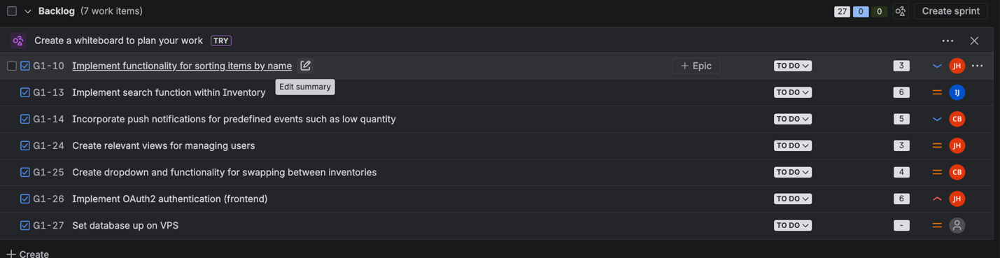 Backlog (7 work items) 27 0 0 Create sprint
Create a whiteboard to plan your work TRY
G1-10 Implement functionality for sorting items by name + Epic TO DO 3 JH
Edit summary
G1-13 Implement search function within Inventory TO DO 6 IJ
G1-14 Incorporate push notifications for predefined events such as low quantity TO DO 5 CB
G1-24 Create relevant views for managing users TO DO 3 JH
G1-25 Create dropdown and functionality for swapping between inventories TO DO 4 CB
G1-26 Implement OAuth2 authentication (frontend) TO DO 6 JH
G1-27 Set database up on VPS TO DO -
+ Create